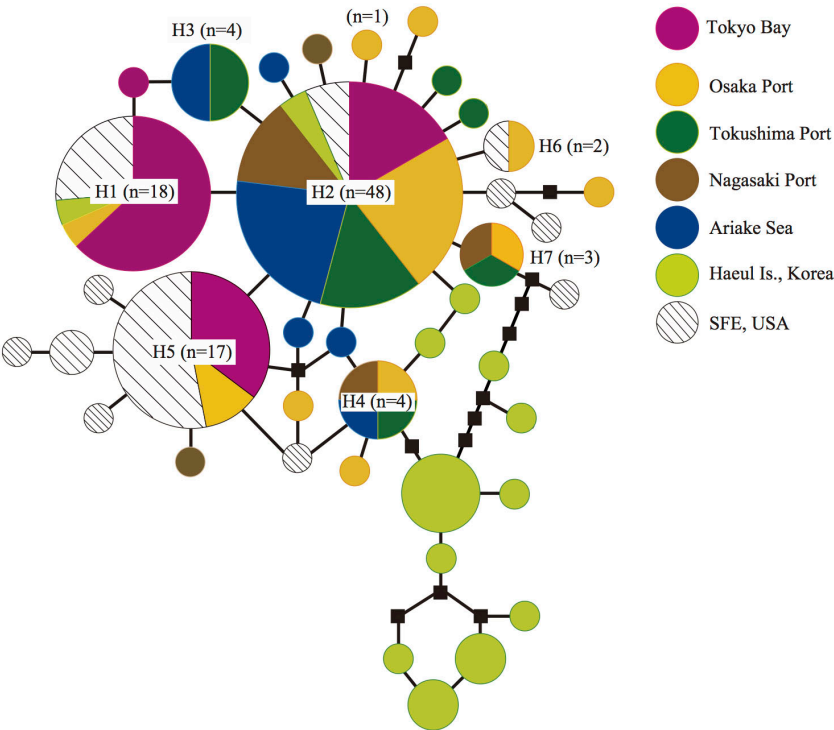 (n=1)
H3 (n=4)
H6 (n=2)
H1 (n=18)
H2 (n=48)
H7 (n=3)
H5 (n=17)
H4 (n=4)
Tokyo Bay
Osaka Port
Tokushima Port
Nagasaki Port
Ariake Sea
Haeul Is., Korea
SFE, USA